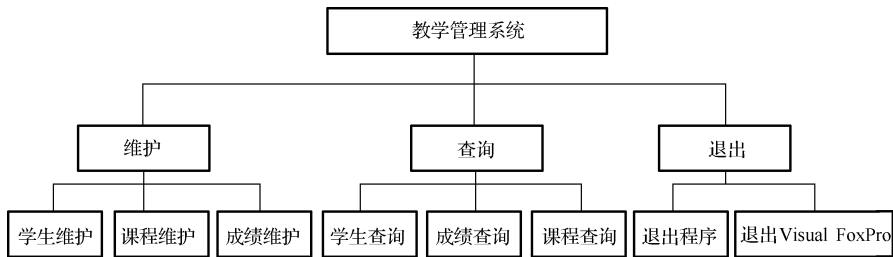 教学管理系统
维护
查询
退出
学生维护
课程维护
成绩维护
学生查询
成绩查询
课程查询
退出程序
退出Visual FoxPro